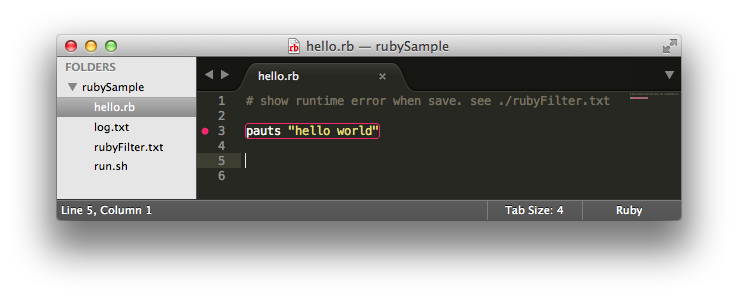 hello.rb — rubySample
FOLDERS
rubySample
hello.rb
log.txt
rubyFilter.txt
run.sh
hello.rb
1 # show runtime error when save. see ./rubyFilter.txt
2
3 pauts "hello world"
4
5
6
Line 5, Column 1
Tab Size: 4
Ruby